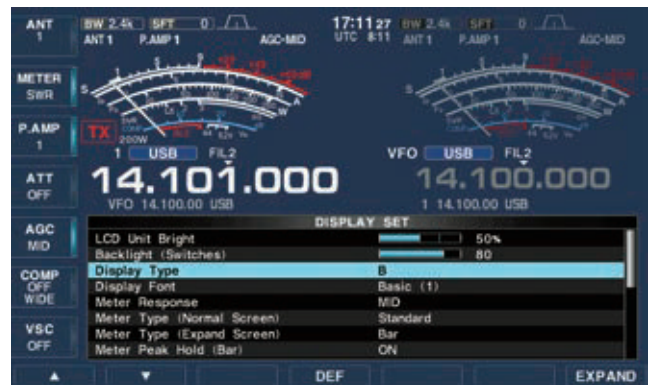 ANT
1
METER
SWR
P.AMP
1
ATT
OFF
AGC
MID
COMP
OFF
WIDE
VSC
OFF
BW 2.4k SFT 0
ANT 1 P.AMP 1 AGC-MID
17:11 27
UTC 8:11
BW 2.4k SFT 0
ANT 1 P.AMP 1 AGC-MID
TX
200W
1 USB FIL2
14.101.000
VFO 14.100.00 USB
VFO USB FIL2
14.100.000
1 14.100.00 USB
DISPLAY SET
LCD Unit Bright 50%
Backlight (Switches) 80
Display Type B
Display Font Basic (1)
Meter Response MID
Meter Type (Normal Screen) Standard
Meter Type (Expand Screen) Bar
Meter Peak Hold (Bar) ON
DEF
EXPAND